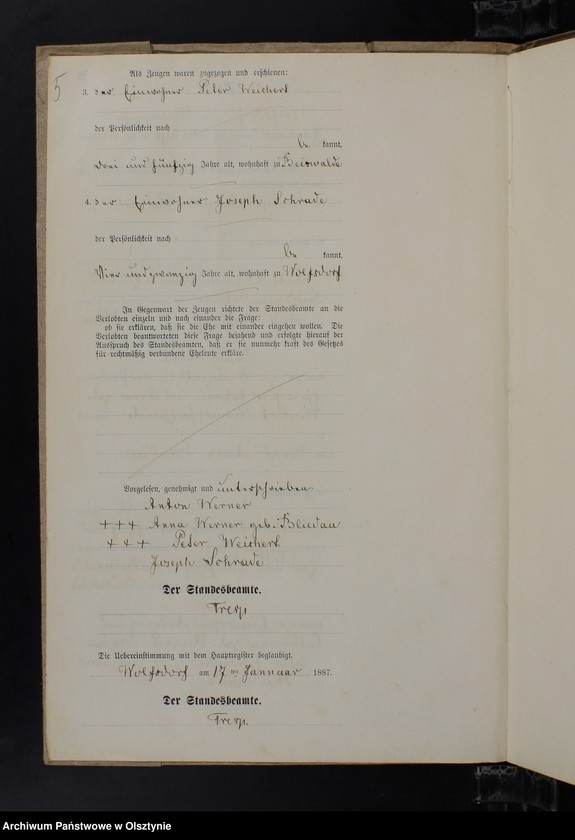 5
Als Zeugen waren zugezogen und erschienen:
3. der Einwohner Peter Weichert
der Persönlichkeit nach
be kannt,
drei und fünfzig Jahre alt, wohnhaft zu
4. der Einwohner Joseph Schrade
der Persönlichkeit nach
be kannt,
Vier und zwanzig Jahre alt, wohnhaft zu Wolfsdorf
In Gegenwart der Zeugen richtete der Standesbeamte an die
Verlobten einzeln und nach einander die Frage:
ob sie erklären, daß sie die Ehe mit einander eingehen wollen. Die
Verlobten beantworteten diese Frage bejahend und erfolgte hierauf der
Ausspruch des Standesbeamten, daß er sie nunmehr kraft des Gesetzes
für rechtmäßig verbundene Eheleute erkläre.
Vorgelesen, genehmigt und unterschrieben
Anton Werner
+++ Anna Werner geb. Bludau
+++ Peter Weichert
Joseph Schrade
Der Standesbeamte.
Die Uebereinstimmung mit dem Hauptregister beglaubigt.
Wolfsdorf am 17 ten Januar 1887.
Der Standesbeamte.
Archiwum Państwowe w Olsztynie